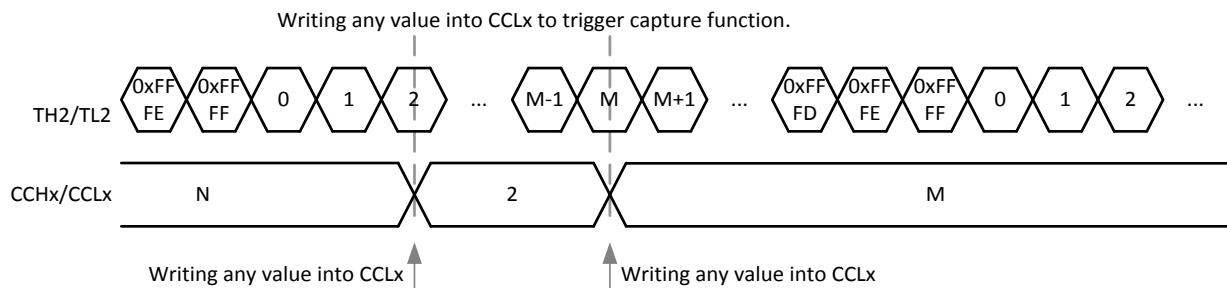 Writing any value into CCLx to trigger capture function.
TH2/TL2
0xFF
FE
0xFF
FF
0
1
2
...
M-1
M
M+1
...
0xFF
FD
0xFF
FE
0xFF
FF
0
1
2
...
CCHx/CCLx
N
2
M
Writing any value into CCLx
Writing any value into CCLx